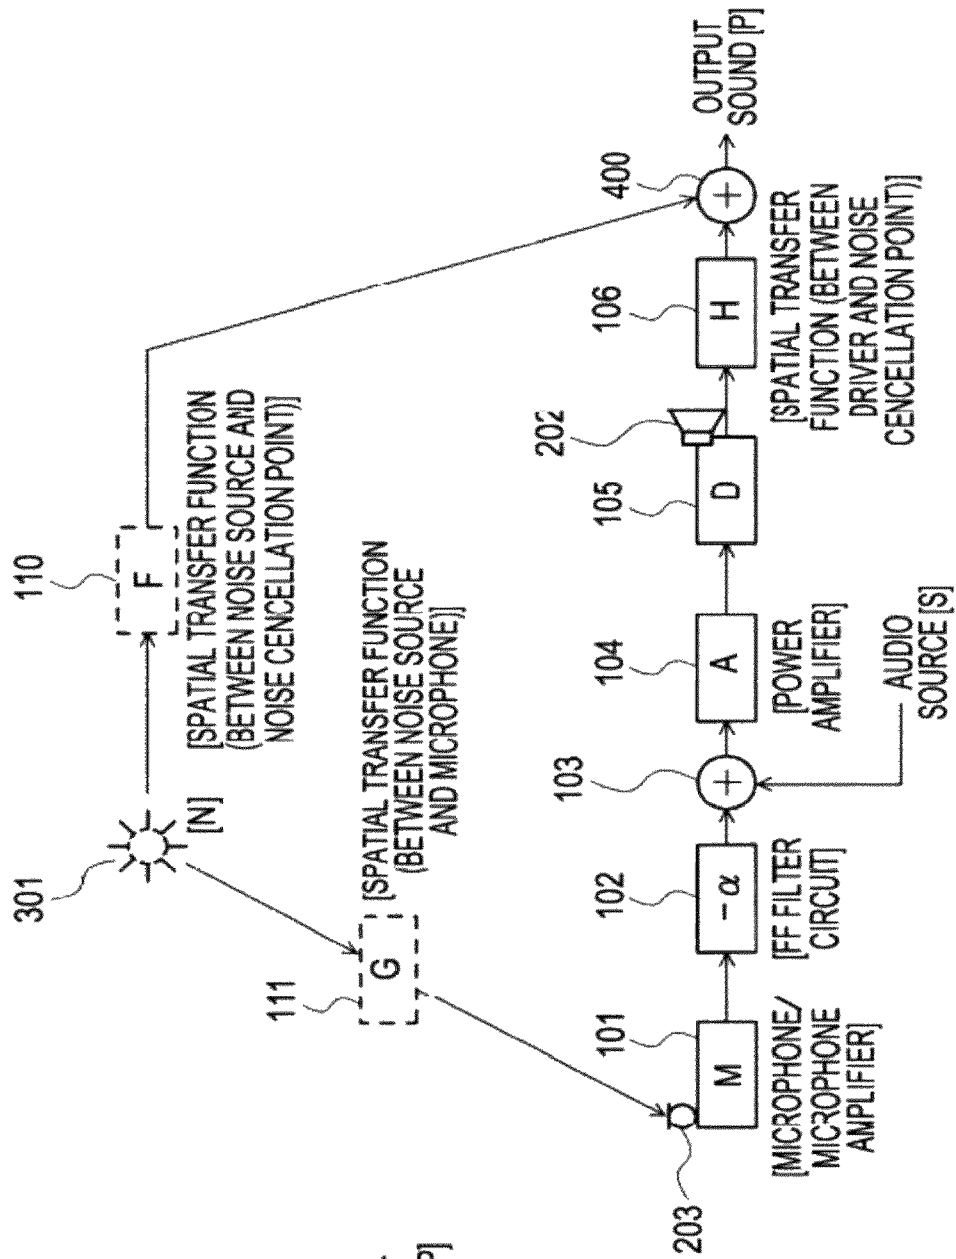 301
[N]
110
F
[SPATIAL TRANSFER FUNCTION
(BETWEEN NOISE SOURCE AND
NOISE CENCELLATION POINT)]
111
G
[SPATIAL TRANSFER FUNCTION
(BETWEEN NOISE SOURCE
AND MICROPHONE)]
203
101
M
[MICROPHONE/
MICROPHONE
ANPLIFIER]
102
-α
[FF FILTER
CIRCUIT]
103
+
AUDIO
SOURCE [S]
104
A
[POWER
AMPLIFIER]
105
D
202
106
H
[SPATIAL TRANSFER
FUNCTION (BETWEEN
DRIVER AND NOISE
CENCELLATION POINT)]
400
+
OUTPUT
SOUND [P]
P]